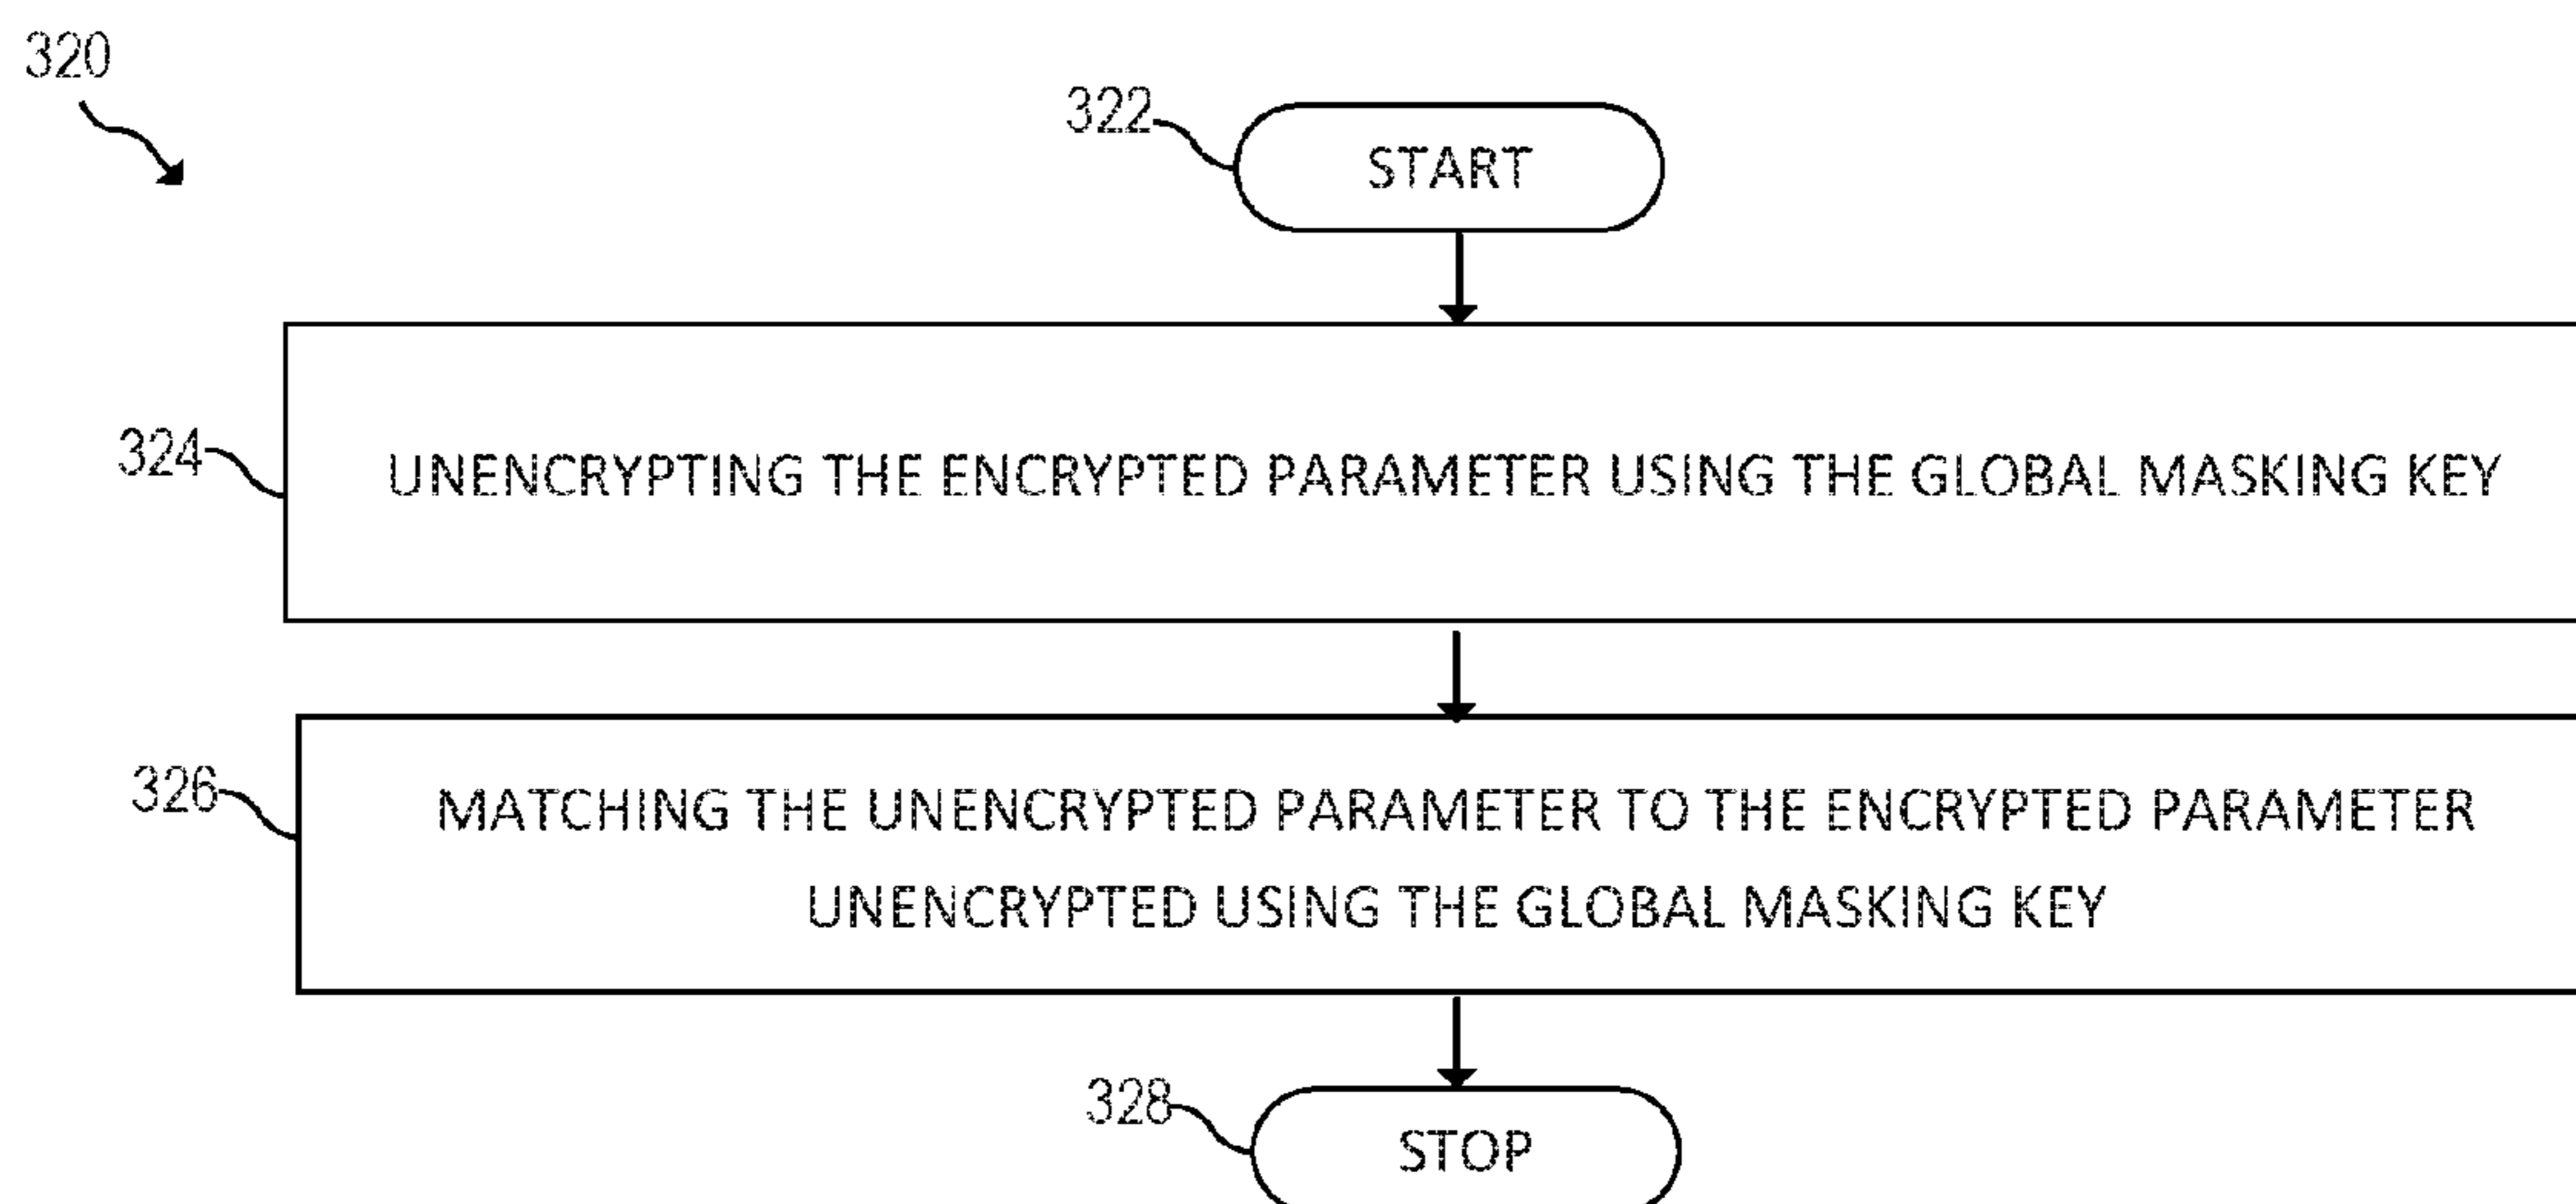 320
322
START
324
UNENCRYPTING THE ENCRYPTED PARAMETER USING THE GLOBAL MASKING KEY
326
MATCHING THE UNENCRYPTED PARAMETER TO THE ENCRYPTED PARAMETER
UNENCRYPTED USING THE GLOBAL MASKING KEY
328
STOP